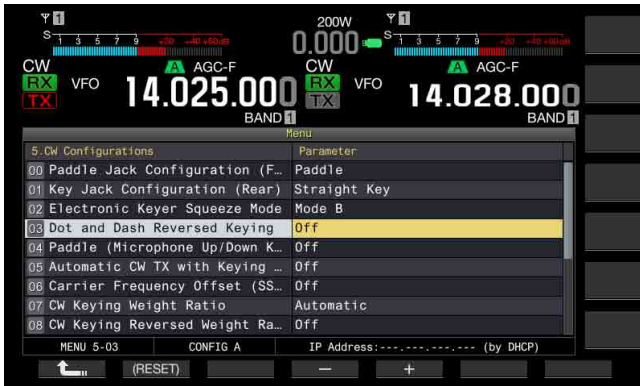 1 200W 1
S 1 3 5 7 9 +20 +40 +60dB 0.000 S 1 3 5 7 9 +20 +40 +60dB
CW A AGC-F CW A AGC-F
RX VFO 14.025.000 RX VFO 14.028.000
TX TX
BAND 1 BAND 1
Menu
5.CW Configurations Parameter
00 Paddle Jack Configuration (F… Paddle
01 Key Jack Configuration (Rear) Straight Key
02 Electronic Keyer Squeeze Mode Mode B
03 Dot and Dash Reversed Keying Off
04 Paddle (Microphone Up/Down K… Off
05 Automatic CW TX with Keying … Off
06 Carrier Frequency Offset (SS… Off
07 CW Keying Weight Ratio Automatic
08 CW Keying Reversed Weight Ra… Off
MENU 5-03 CONFIG A IP Address:---.---.---.--- (by DHCP)
(RESET) − +